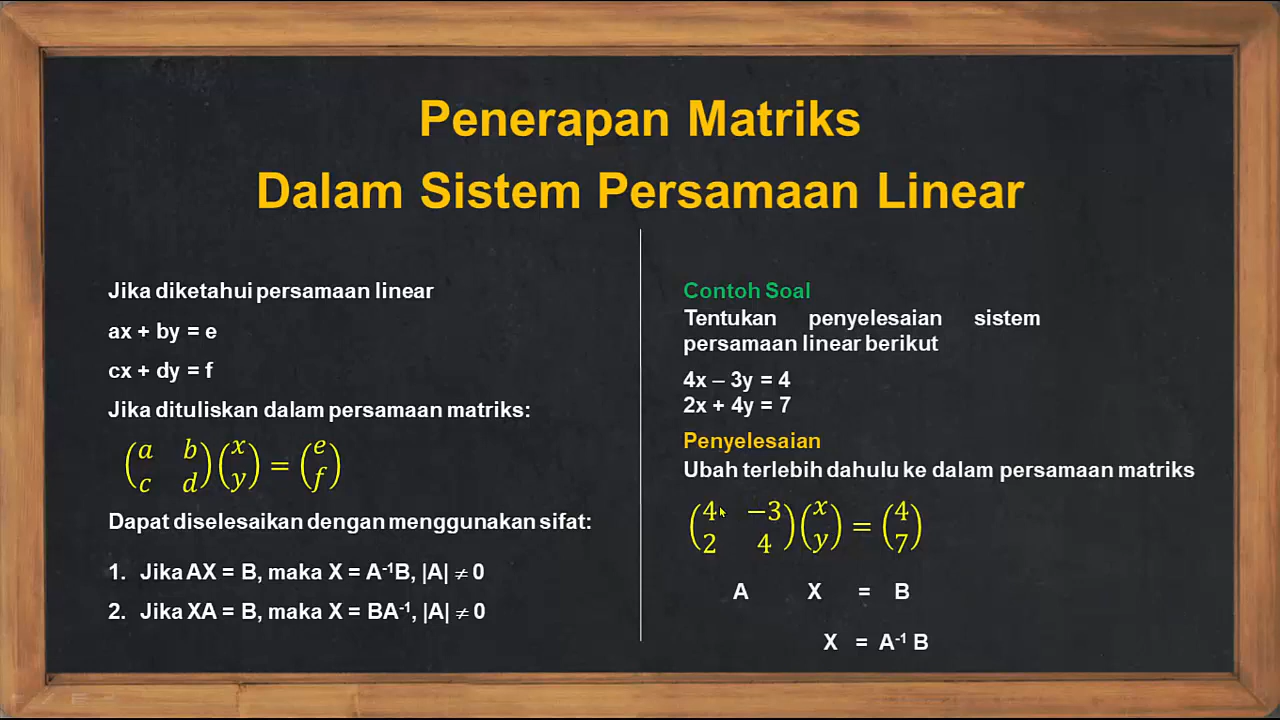 Penerapan Matriks
Dalam Sistem Persamaan Linear
Jika diketahui persamaan linear
ax + by = e
cx + dy = f
Jika dituliskan dalam persamaan matriks:
(a b)(x) = (e)
(c d)(y) (f)
Dapat diselesaikan dengan menggunakan sifat:
1. Jika AX = B, maka X = A⁻¹B, |A| ≠ 0
2. Jika XA = B, maka X = BA⁻¹, |A| ≠ 0
Contoh Soal
Tentukan penyelesaian sistem
persamaan linear berikut
4x – 3y = 4
2x + 4y = 7
Penyelesaian
Ubah terlebih dahulu ke dalam persamaan matriks
(4 −3)(x) = (4)
(2 4)(y) (7)
A X = B
X = A⁻¹ B